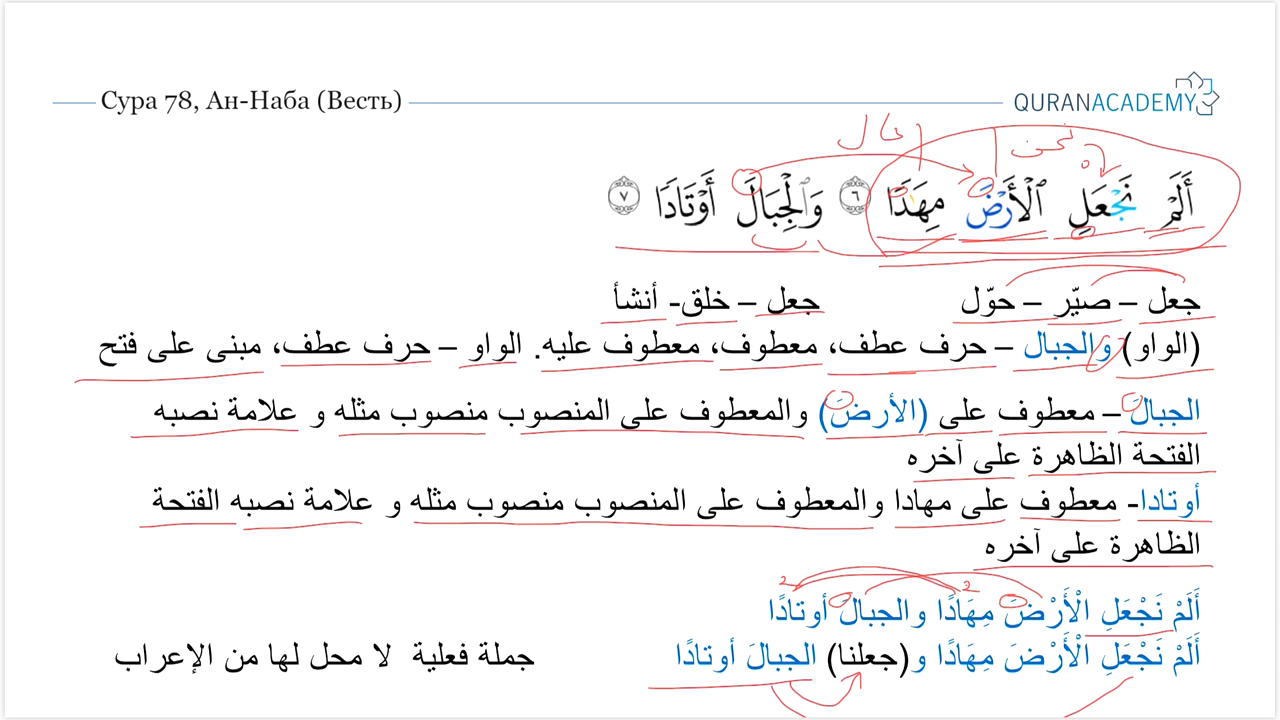 Сура 78, Ан-Наба (Весть)
QURANACADEMY
حال
نحن
أَلَمْ نَجْعَلِ ٱلْأَرْضَ مِهَٰدًا ٦ وَٱلْجِبَالَ أَوْتَادًا ٧
جعل – صيّر – حوّل جعل – خلق- أنشأ
(الواو) والجبال – حرف عطف، معطوف، معطوف عليه. الواو – حرف عطف، مبنى على فتح
الجبالَ – معطوف على (الأرضَ) والمعطوف على المنصوب منصوب مثله و علامة نصبه
الفتحة الظاهرة على آخره
أوتادا- معطوف على مهادا والمعطوف على المنصوب منصوب مثله و علامة نصبه الفتحة
الظاهرة على آخره
2 2
أَلَمْ نَجْعَلِ الْأَرْضَ مِهَادًا والجبالَ أوتادًا
أَلَمْ نَجْعَلِ الْأَرْضَ مِهَادًا و(جعلنا) الجبالَ أوتادًا جملة فعلية لا محل لها من الإعراب